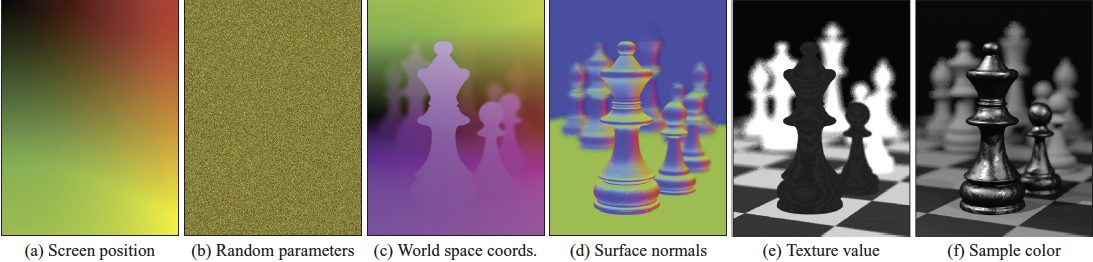 (a) Screen position (b) Random parameters (c) World space coords. (d) Surface normals (e) Texture value (f) Sample color